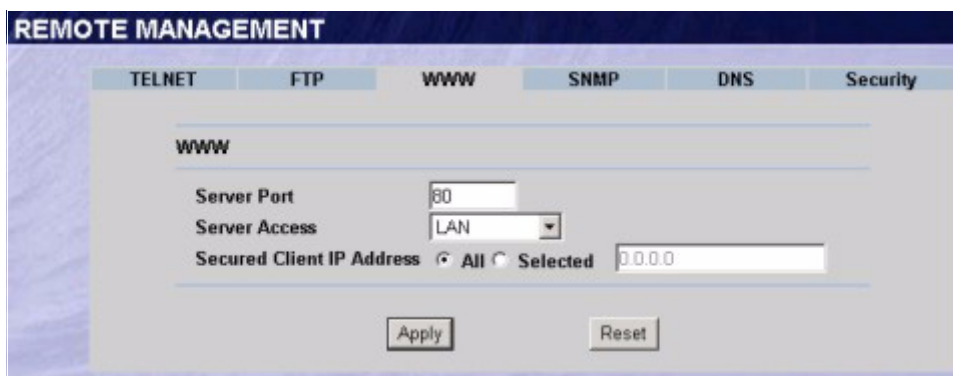 REMOTE MANAGEMENT
TELNET FTP WWW SNMP DNS Security
WWW
Server Port 80
Server Access LAN
Secured Client IP Address All Selected 0.0.0.0
Apply Reset